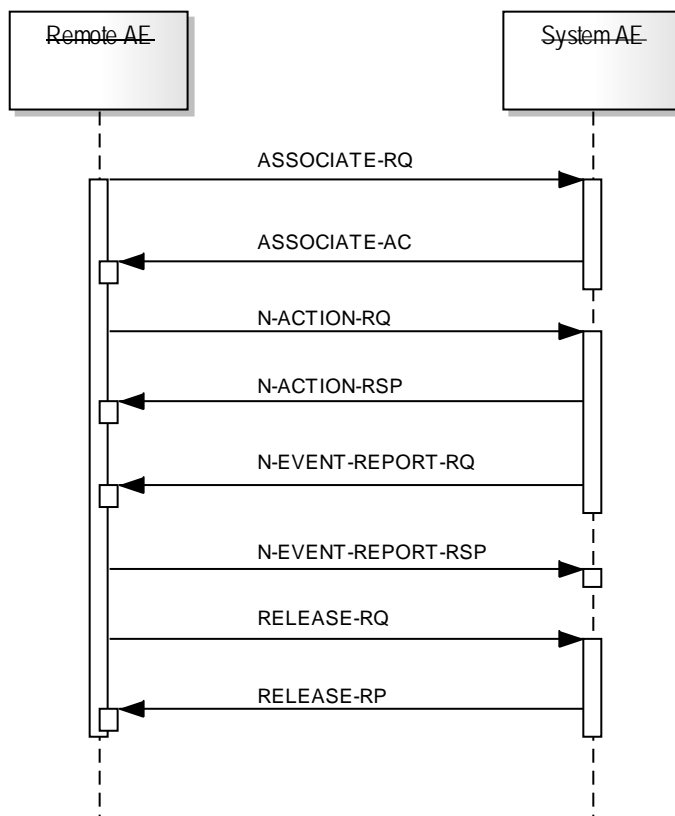 Remote AE
System AE
ASSOCIATE-RQ
ASSOCIATE-AC
N-ACTION-RQ
N-ACTION-RSP
N-EVENT-REPORT-RQ
N-EVENT-REPORT-RSP
RELEASE-RQ
RELEASE-RP